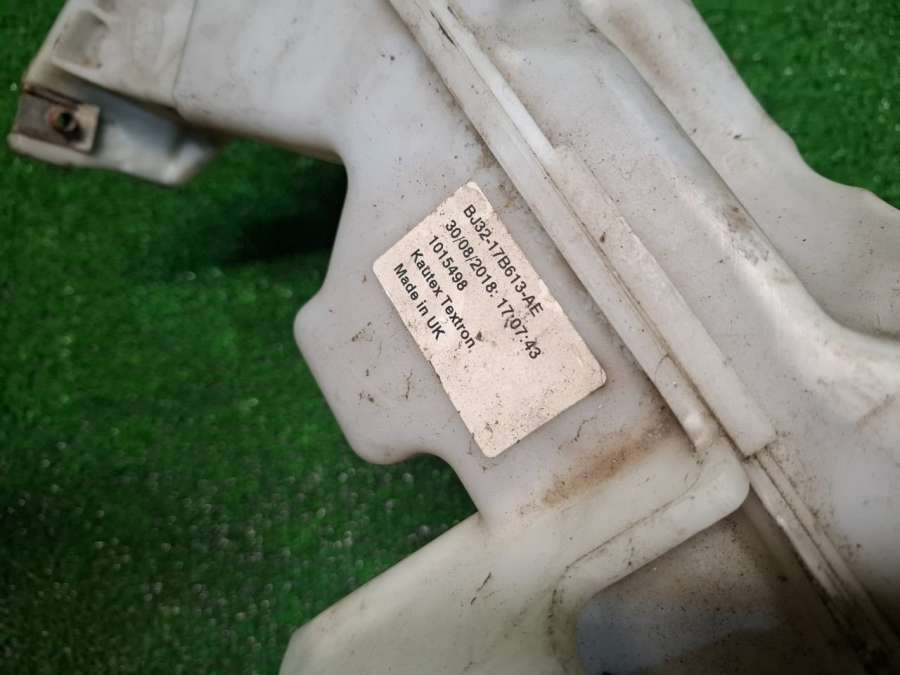 BJ32-17B613-AE
30/08/2018: 17:07:43
1015498
Kautex Textron
Made in UK